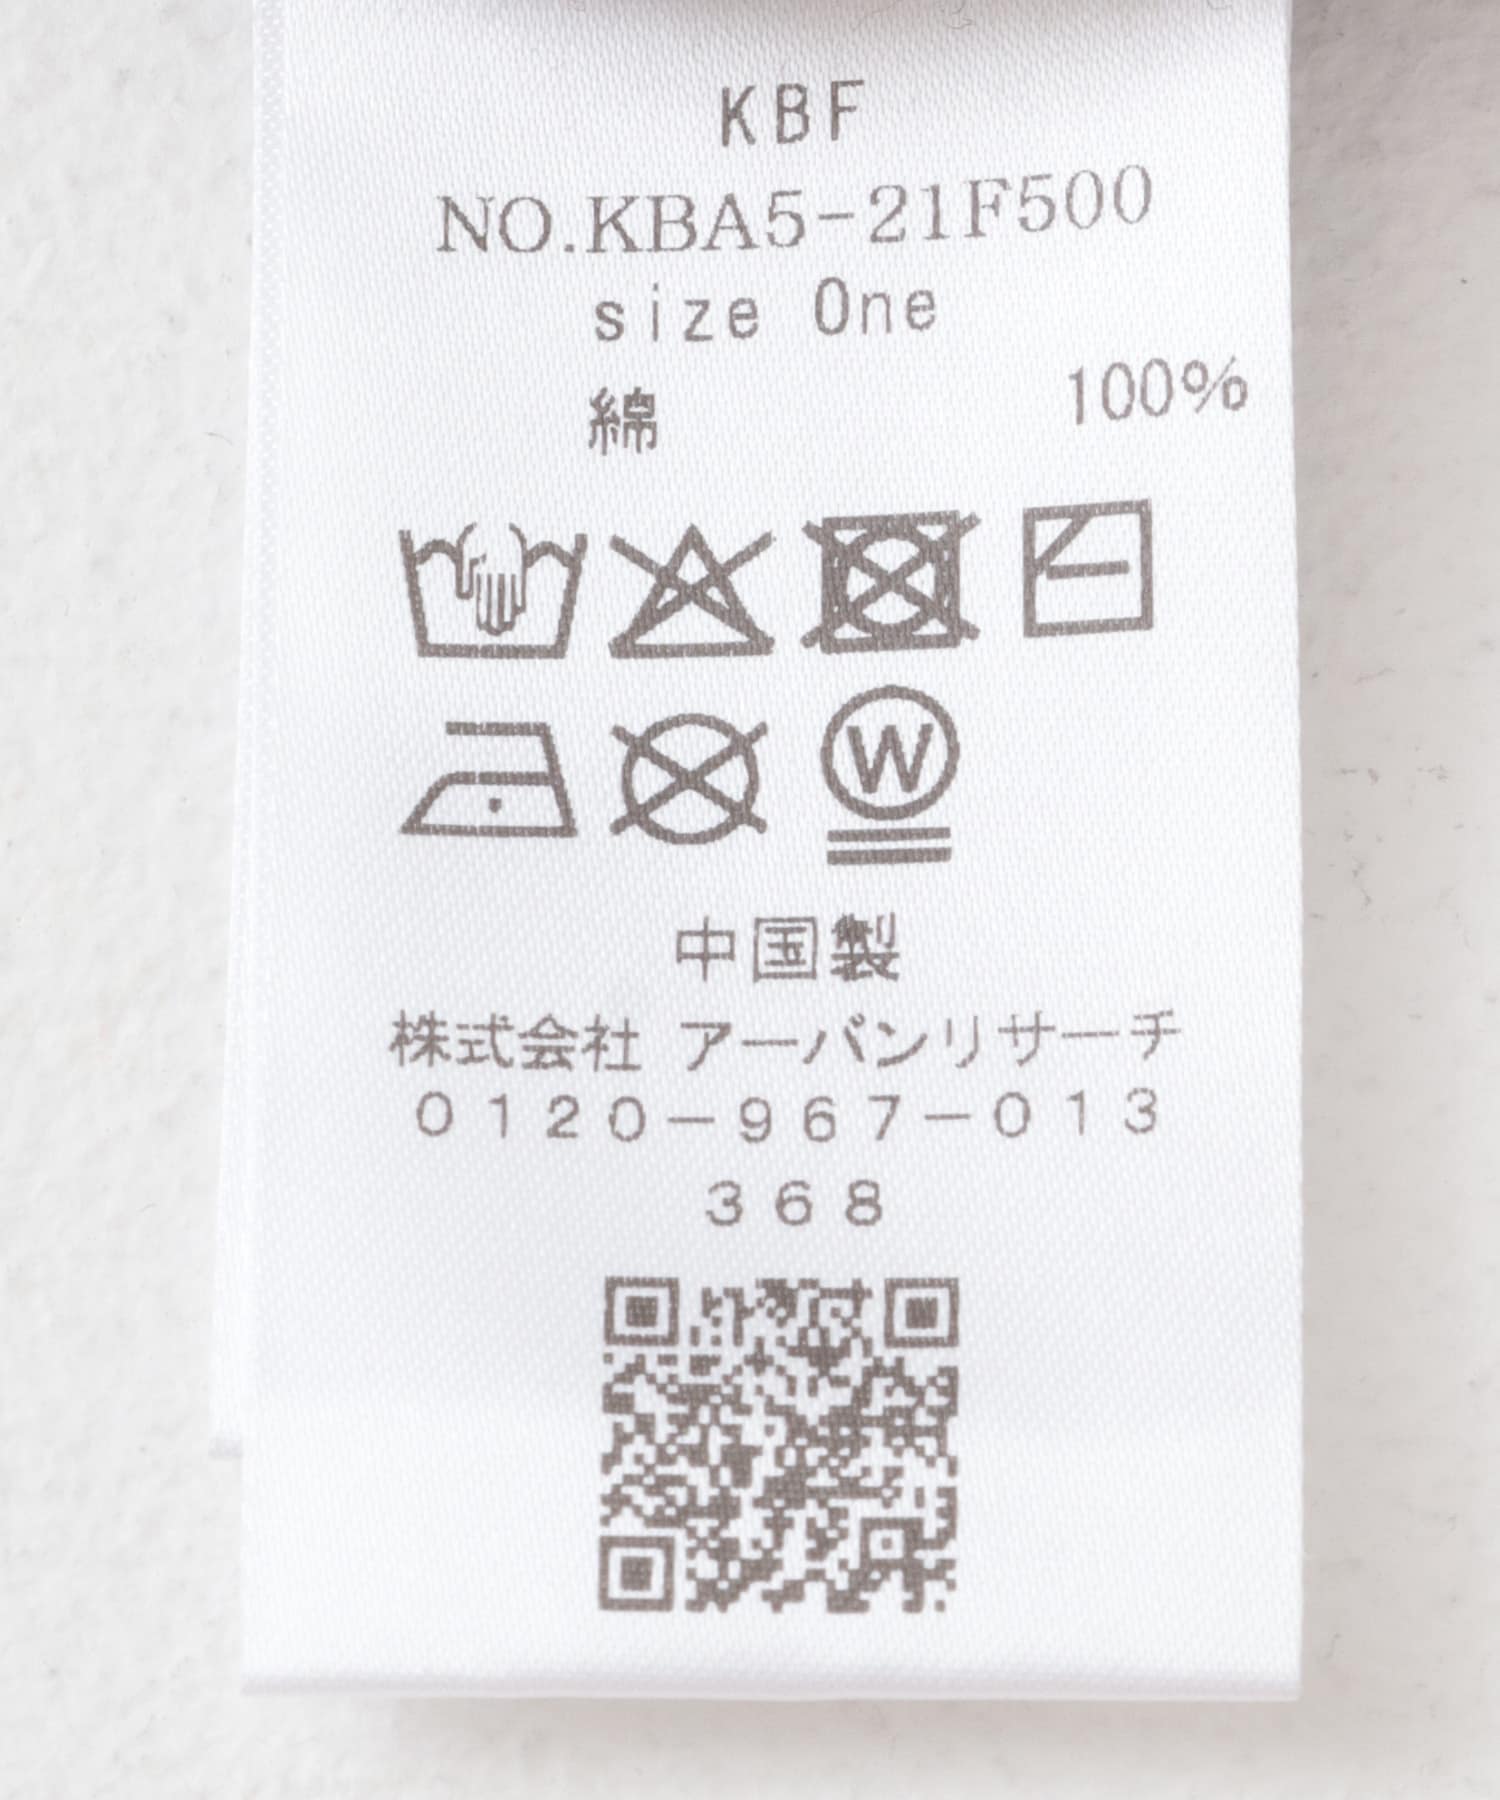 KBF
NO.KBA5-21F500
size One
綿 100%
W
中国製
株式会社 アーバンリサーチ
0120-967-013
368